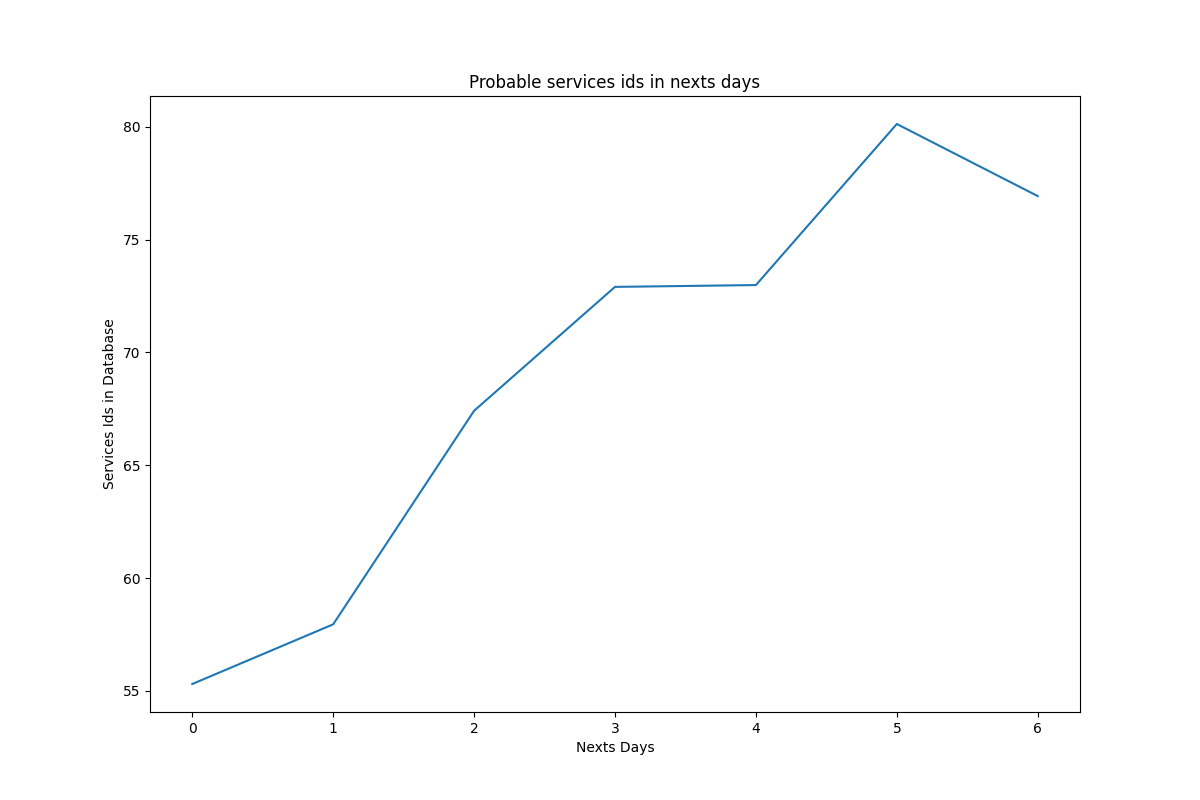 Probable services ids in nexts days
80
75
70
65
60
55
Services Ids in Database
0 1 2 3 4 5 6
Nexts Days